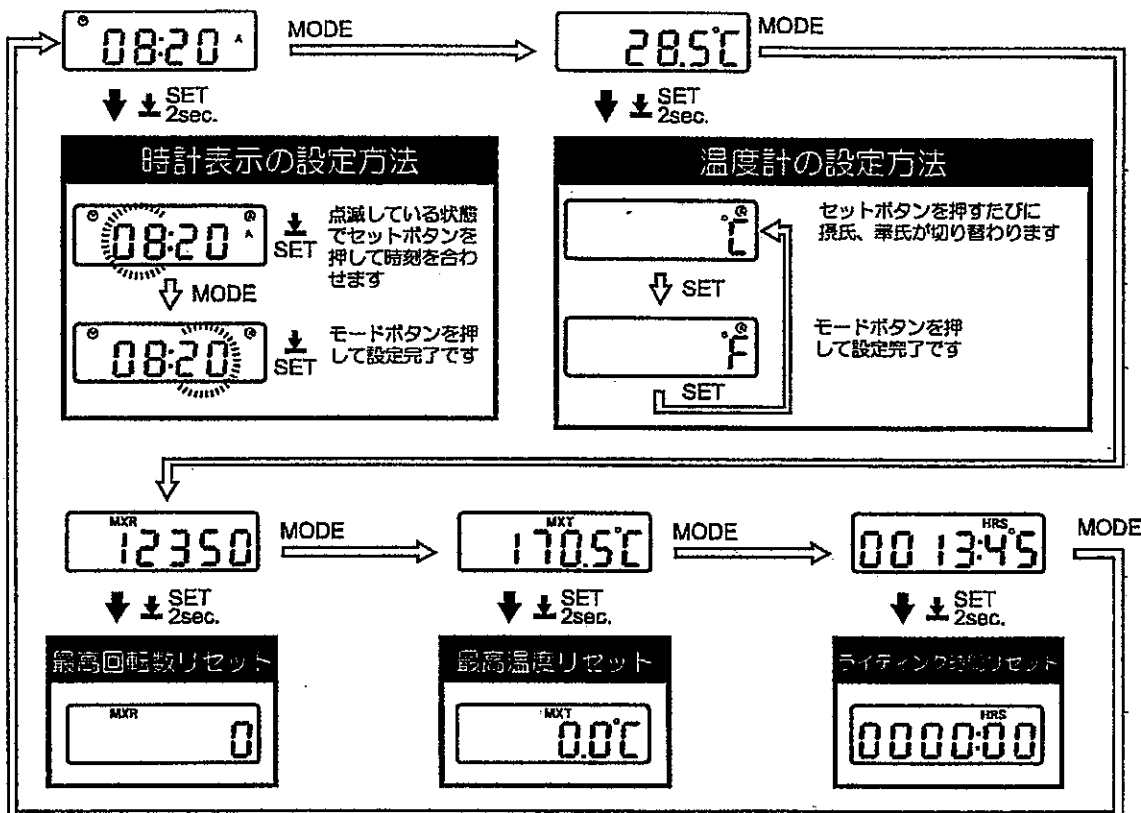 08:20 A
MODE
28.5℃
MODE
SET
2sec.
SET
2sec.
時計表示の設定方法
08:20 A
SET
点滅している状態
でセットボタンを
押して時刻を合わ
せます
MODE
08:20
SET
モードボタンを押
して設定完了です
温度計の設定方法
℃
セットボタンを押すたびに
摂氏、華氏が切り替わります
SET
°F
モードボタンを押
して設定完了です
SET
MXR
12350
MODE
MXT
170.5℃
MODE
HRS
0013:45
MODE
SET
2sec.
SET
2sec.
SET
2sec.
最高回転数リセット
MXR
0
最高温度リセット
MXT
0.0℃
ライディング時間リセット
HRS
0000:00